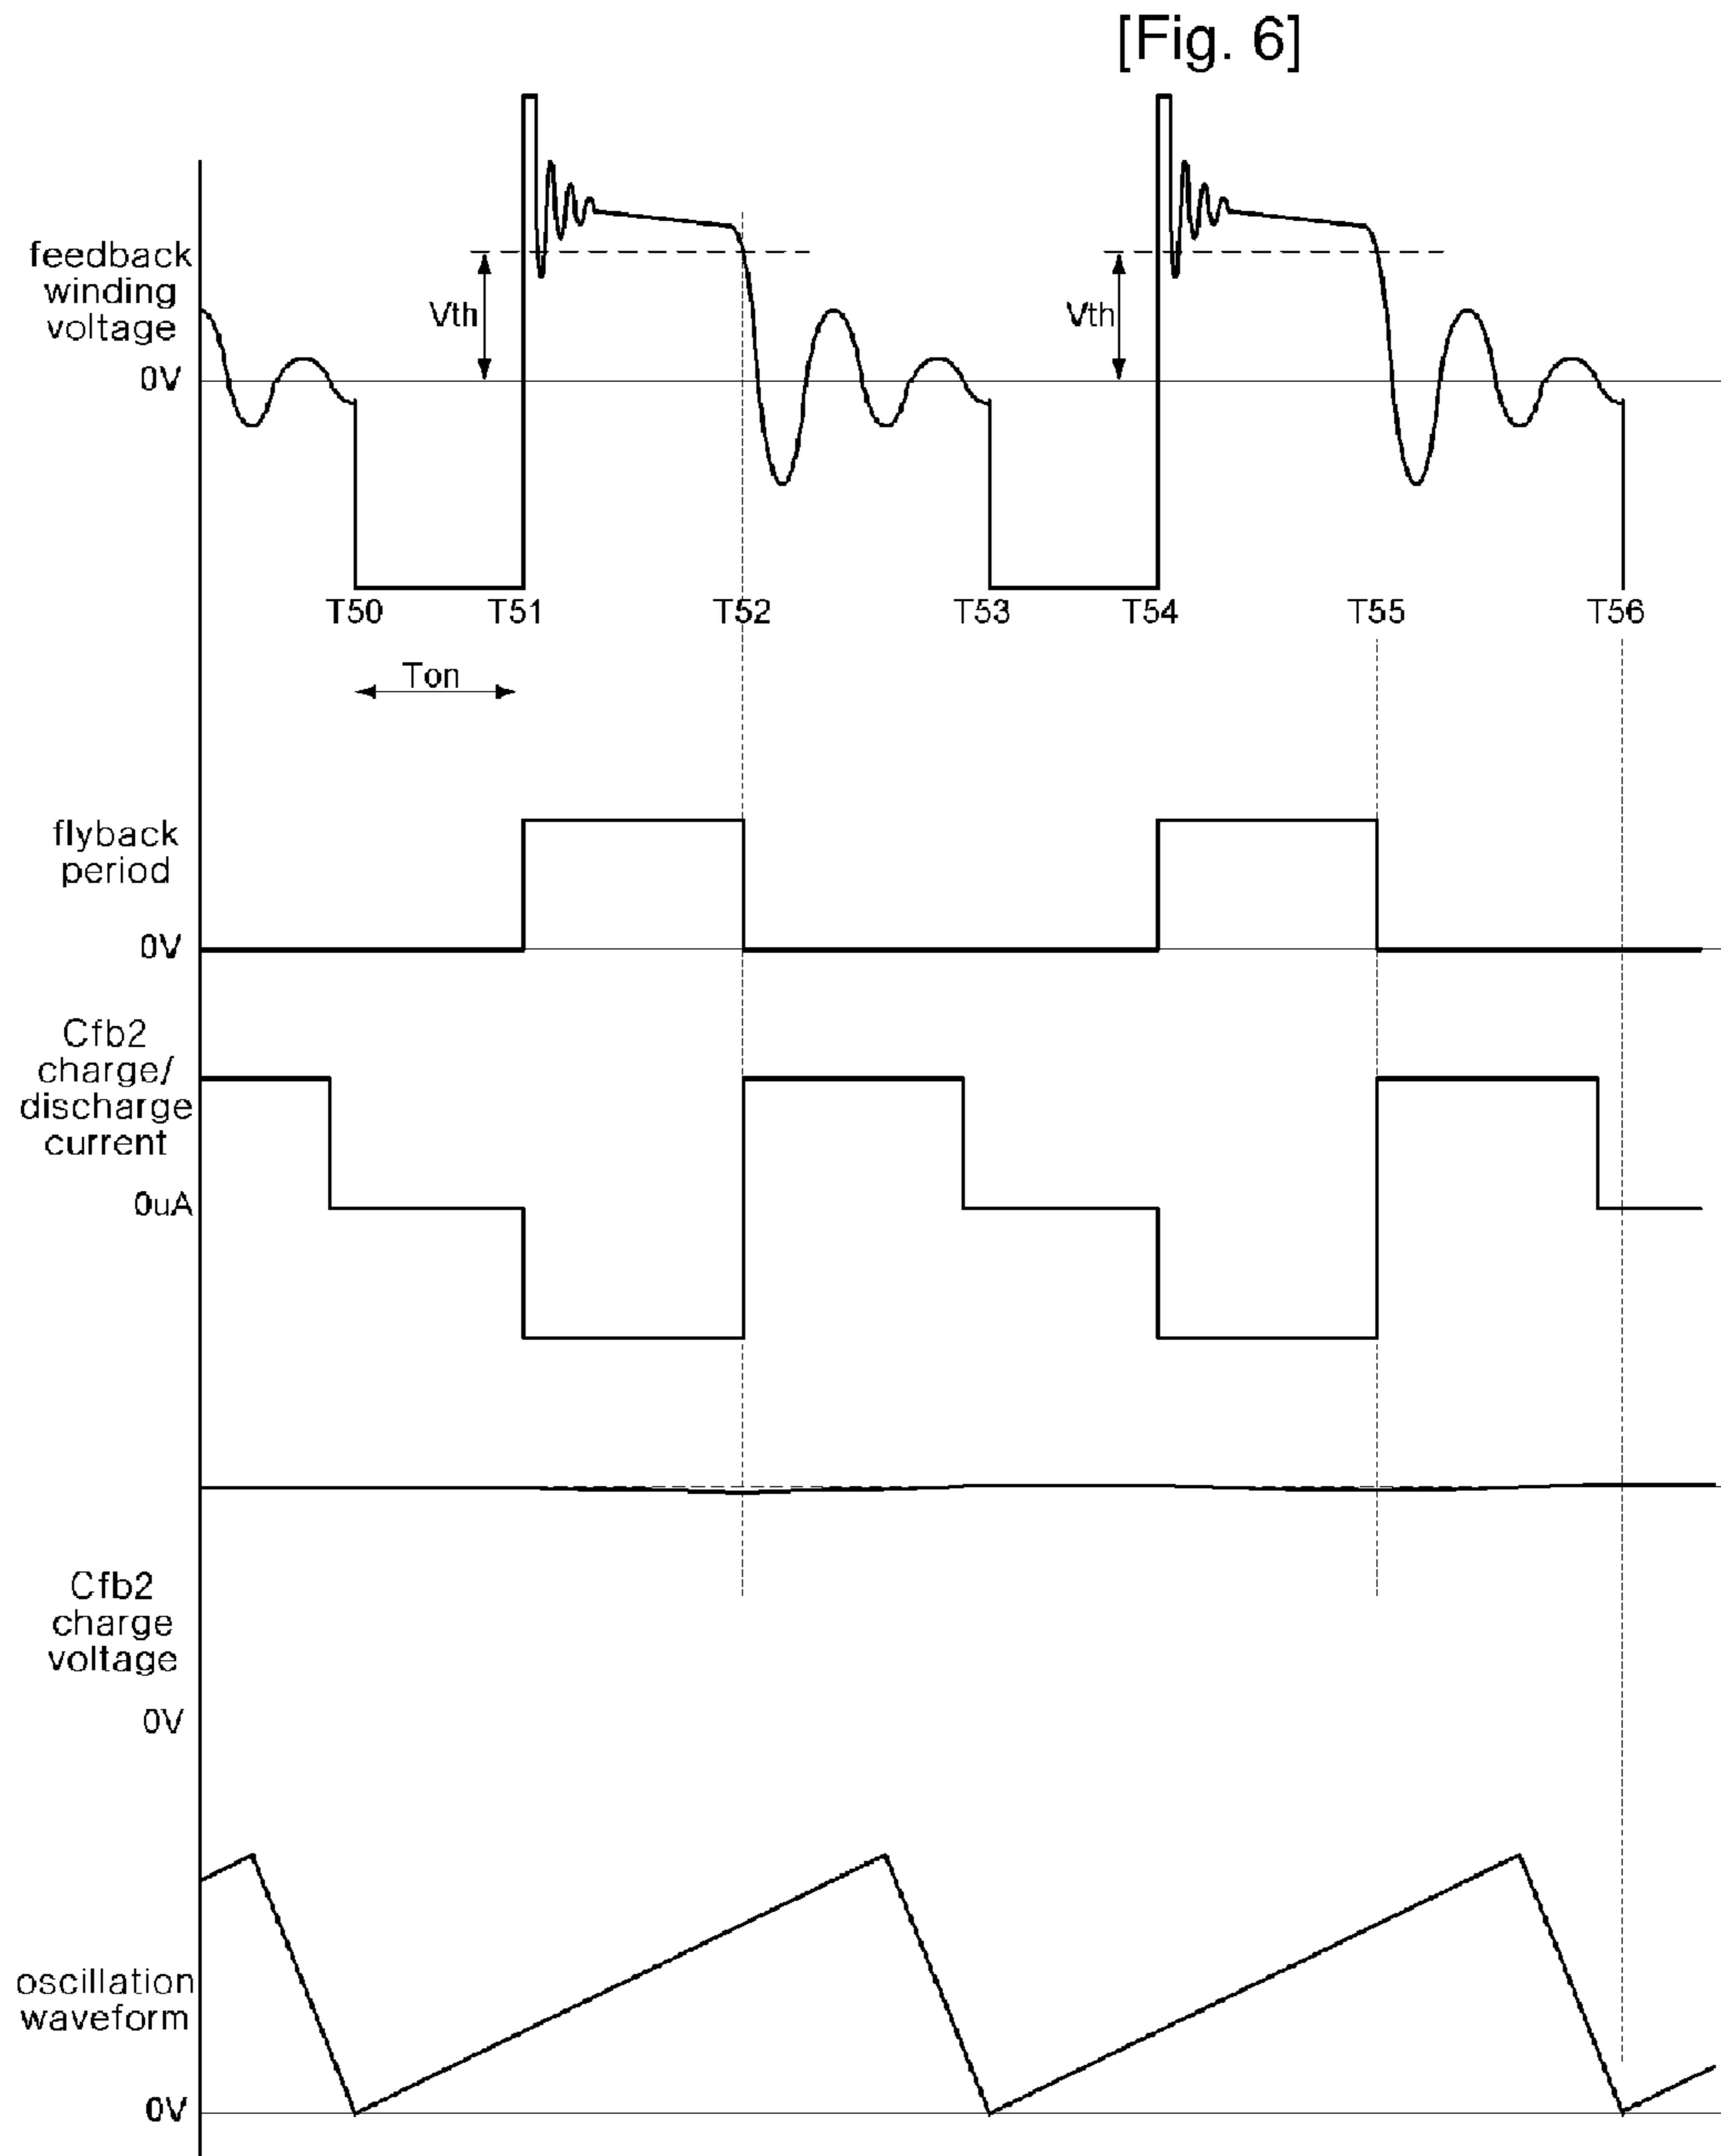 [Fig. 6]
feedback
winding
voltage
0V
Vth
Vth
T50
T51
T52
T53
T54
T55
T56
Ton
flyback
period
0V
Cfb2
charge/
discharge
current
0uA
Cfb2
charge
voltage
0V
oscillation
waveform
0V